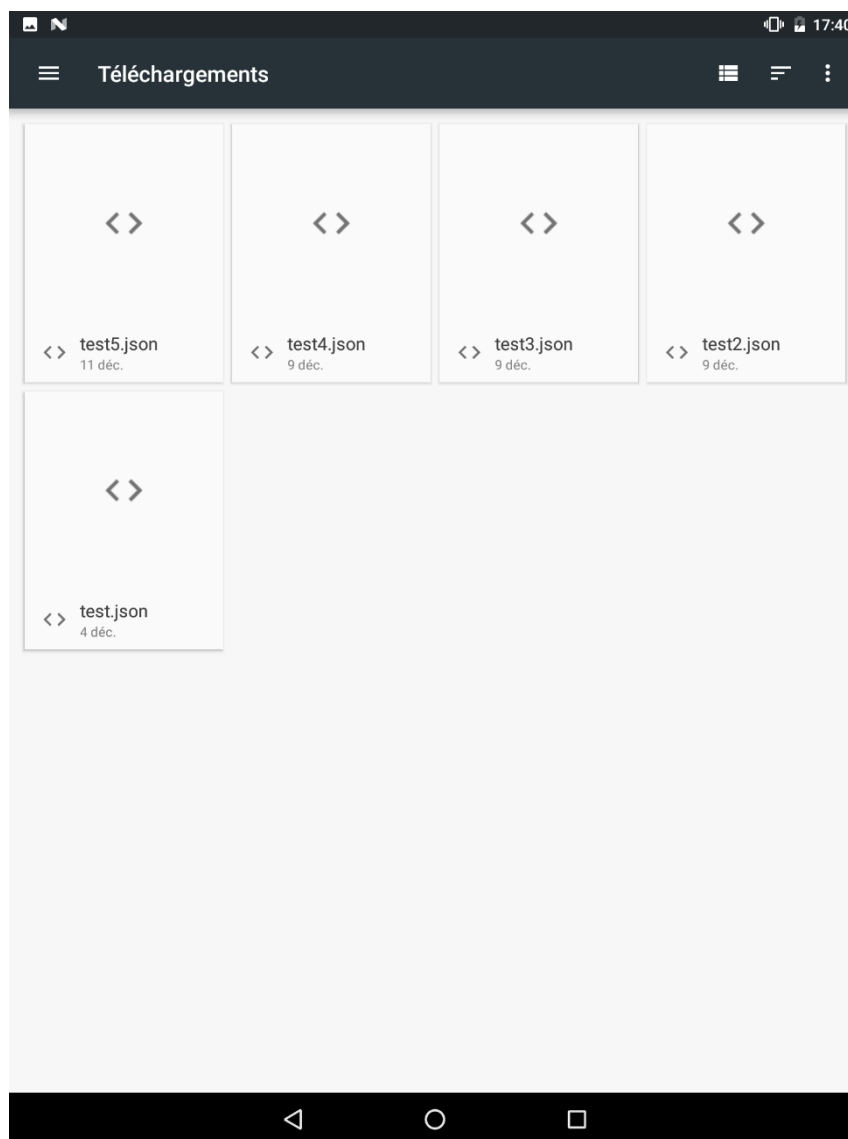 17:40
Téléchargements
test5.json
11 déc.
test4.json
9 déc.
test3.json
9 déc.
test2.json
9 déc.
test.json
4 déc.